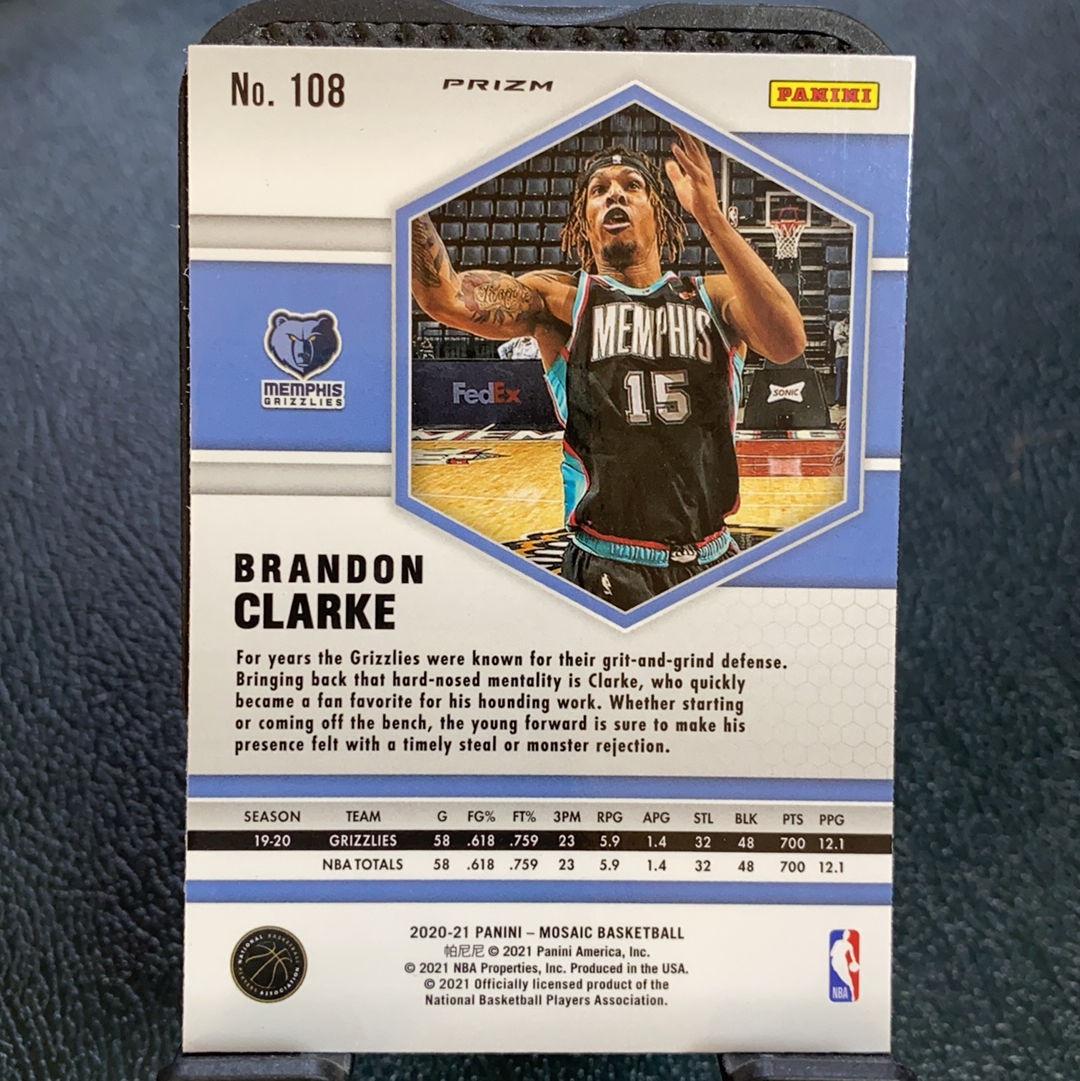 No. 108
PRIZM
PANINI
MEMPHIS
15
FedEx
SONIC
MEMPHIS
GRIZZLIES
BRANDON
CLARKE
For years the Grizzlies were known for their grit-and-grind defense.
Bringing back that hard-nosed mentality is Clarke, who quickly
became a fan favorite for his hounding work. Whether starting
or coming off the bench, the young forward is sure to make his
presence felt with a timely steal or monster rejection.
SEASON TEAM G FG% FT% 3PM RPG APG STL BLK PTS PPG
19-20 GRIZZLIES 58 .618 .759 23 5.9 1.4 32 48 700 12.1
NBA TOTALS 58 .618 .759 23 5.9 1.4 32 48 700 12.1
2020-21 PANINI – MOSAIC BASKETBALL
帕尼尼 © 2021 Panini America, Inc.
© 2021 NBA Properties, Inc. Produced in the USA.
© 2021 Officially licensed product of the
National Basketball Players Association.
NATIONAL BASKETBALL
PLAYERS ASSOCIATION
NBA